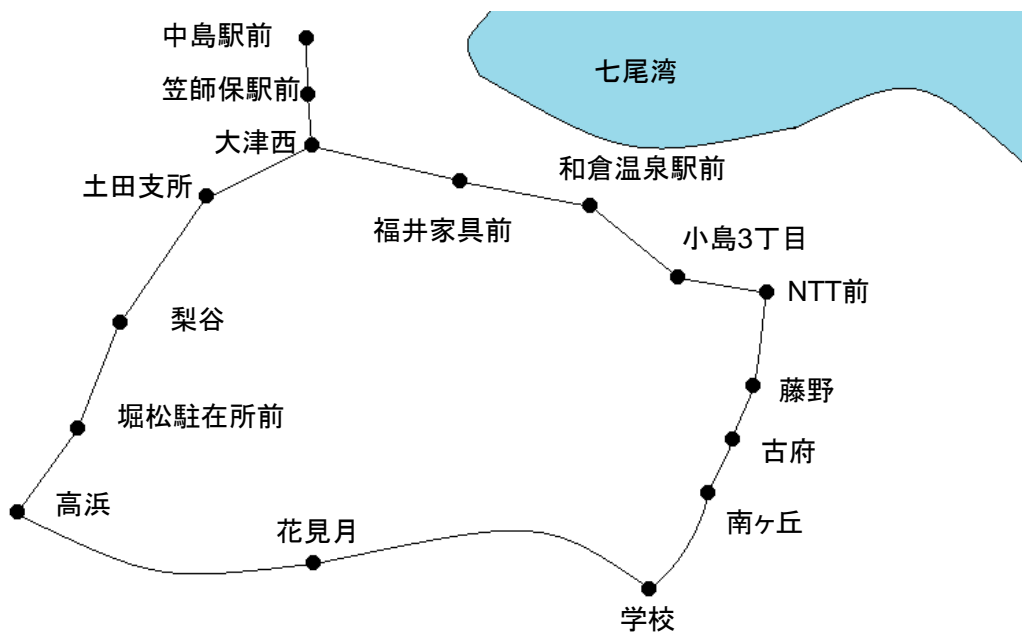 中島駅前
七尾湾
笠師保駅前
大津西
和倉温泉駅前
土田支所
福井家具前
小島3丁目
NTT前
梨谷
藤野
堀松駐在所前
古府
高浜
南ヶ丘
花見月
学校